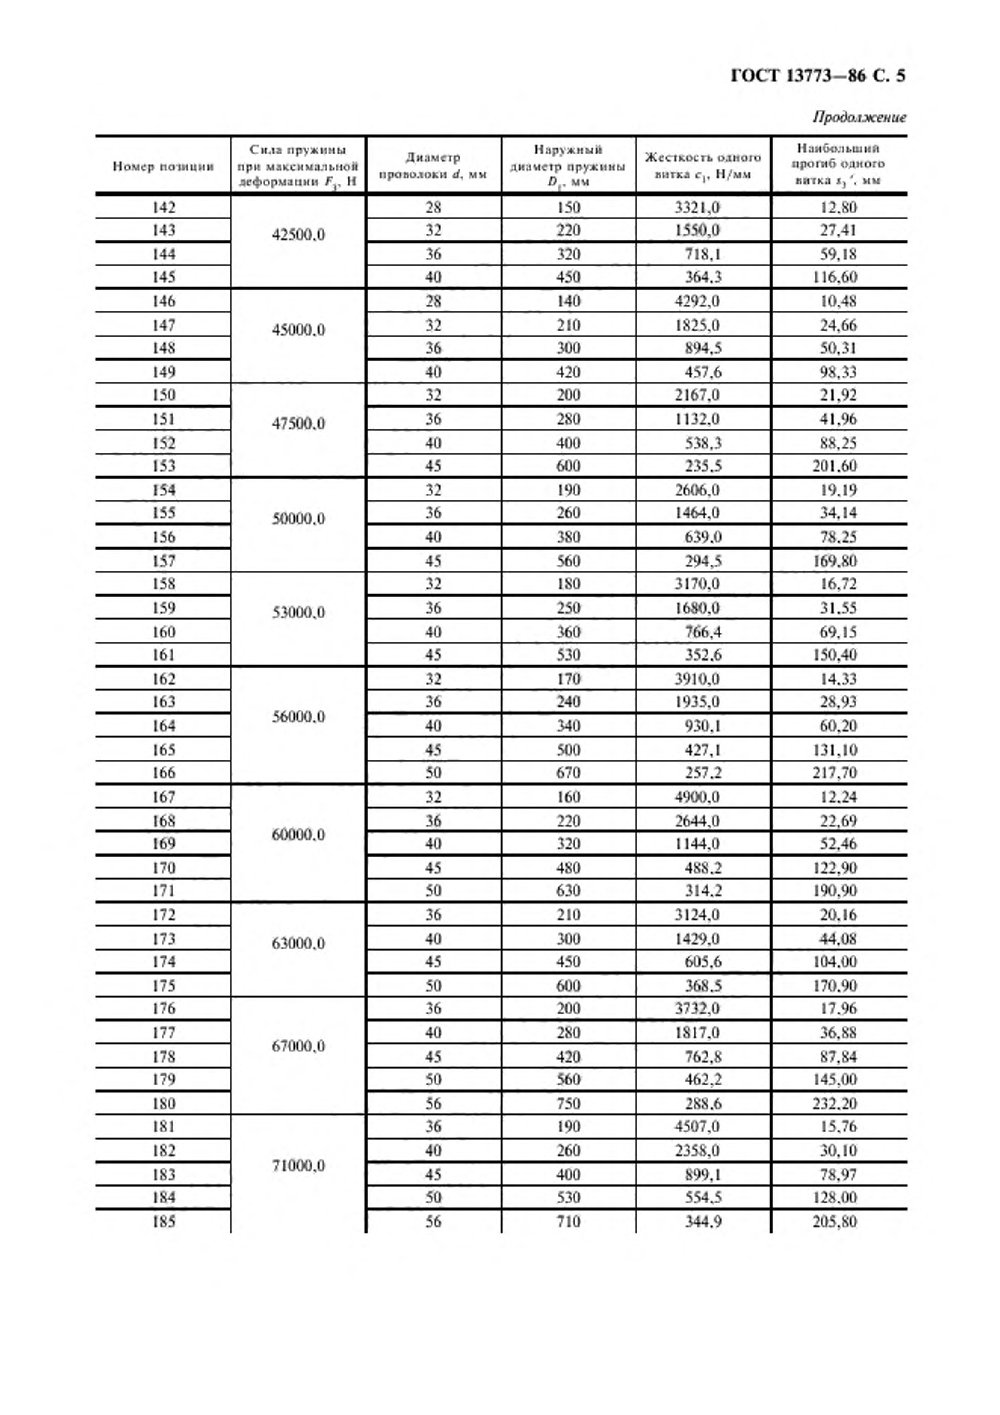 ГОСТ 13773—86 С. 5
Продолжение
Номер позиции | Сила пружины при максимальной деформации F3, Н | Диаметр проволоки d, мм | Наружный диаметр пружины D1, мм | Жесткость одного витка c1, Н/мм | Наибольший прогиб одного витка s3′, мм
142 | 42500,0 | 28 | 150 | 3321,0 | 12,80
143 | 32 | 220 | 1550,0 | 27,41
144 | 36 | 320 | 718,1 | 59,18
145 | 40 | 450 | 364,3 | 116,60
146 | 45000,0 | 28 | 140 | 4292,0 | 10,48
147 | 32 | 210 | 1825,0 | 24,66
148 | 36 | 300 | 894,5 | 50,31
149 | 40 | 420 | 457,6 | 98,33
150 | 47500,0 | 32 | 200 | 2167,0 | 21,92
151 | 36 | 280 | 1132,0 | 41,96
152 | 40 | 400 | 538,3 | 88,25
153 | 45 | 600 | 235,5 | 201,60
154 | 50000,0 | 32 | 190 | 2606,0 | 19,19
155 | 36 | 260 | 1464,0 | 34,14
156 | 40 | 380 | 639,0 | 78,25
157 | 45 | 560 | 294,5 | 169,80
158 | 53000,0 | 32 | 180 | 3170,0 | 16,72
159 | 36 | 250 | 1680,0 | 31,55
160 | 40 | 360 | 766,4 | 69,15
161 | 45 | 530 | 352,6 | 150,40
162 | 56000,0 | 32 | 170 | 3910,0 | 14,33
163 | 36 | 240 | 1935,0 | 28,93
164 | 40 | 340 | 930,1 | 60,20
165 | 45 | 500 | 427,1 | 131,10
166 | 50 | 670 | 257,2 | 217,70
167 | 60000,0 | 32 | 160 | 4900,0 | 12,24
168 | 36 | 220 | 2644,0 | 22,69
169 | 40 | 320 | 1144,0 | 52,46
170 | 45 | 480 | 488,2 | 122,90
171 | 50 | 630 | 314,2 | 190,90
172 | 63000,0 | 36 | 210 | 3124,0 | 20,16
173 | 40 | 300 | 1429,0 | 44,08
174 | 45 | 450 | 605,6 | 104,00
175 | 50 | 600 | 368,5 | 170,90
176 | 67000,0 | 36 | 200 | 3732,0 | 17,96
177 | 40 | 280 | 1817,0 | 36,88
178 | 45 | 420 | 762,8 | 87,84
179 | 50 | 560 | 462,2 | 145,00
180 | 56 | 750 | 288,6 | 232,20
181 | 71000,0 | 36 | 190 | 4507,0 | 15,76
182 | 40 | 260 | 2358,0 | 30,10
183 | 45 | 400 | 899,1 | 78,97
184 | 50 | 530 | 554,5 | 128,00
185 | 56 | 710 | 344,9 | 205,80